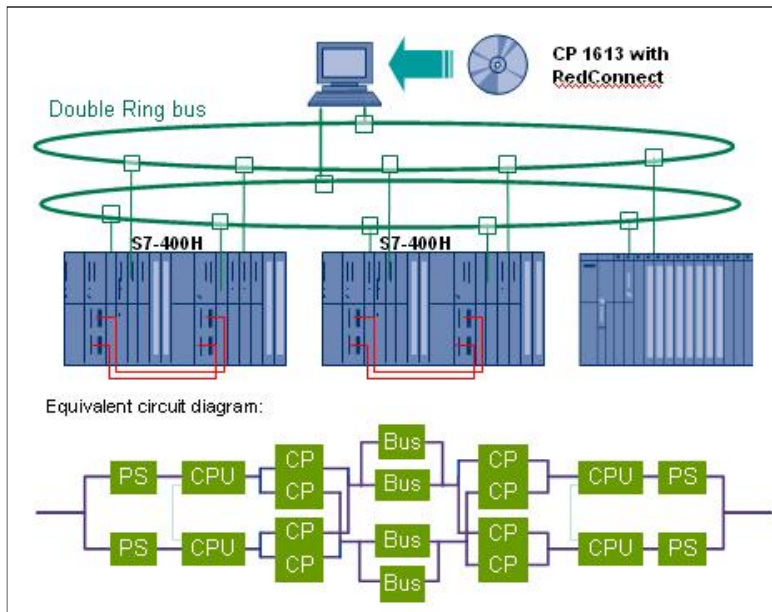 CP 1613 with
RedConnect
Double Ring bus
S7-400H
S7-400H
Equivalent circuit diagram:
Bus
CP
CP
PS
CPU
CP
Bus
CP
CPU
PS
CP
CP
PS
CPU
CP
Bus
CP
CPU
PS
Bus